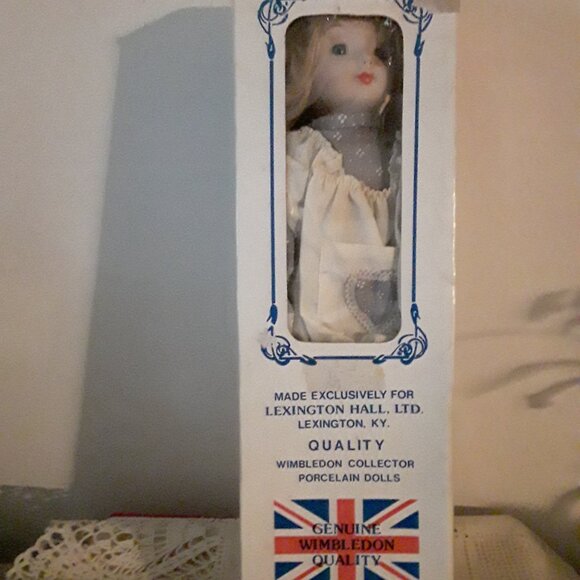 MADE EXCLUSIVELY FOR
LEXINGTON HALL, LTD.
LEXINGTON, KY.
QUALITY
WIMBLEDON COLLECTOR
PORCELAIN DOLLS
GENUINE
WIMBLEDON
QUALITY